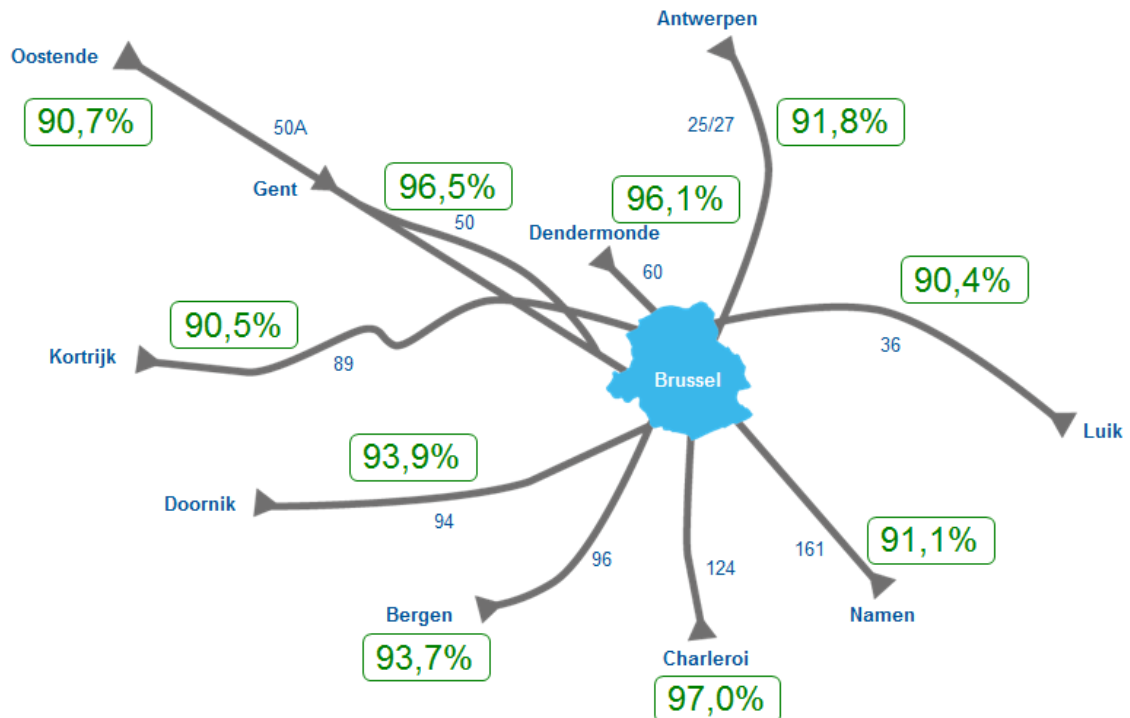 Antwerpen
Oostende
90,7%
50A
25/27
91,8%
Gent
96,5%
50
96,1%
Dendermonde
60
90,4%
90,5%
Kortrijk
89
36
Brussel
Luik
93,9%
Doornik
94
96
161
91,1%
124
Bergen
93,7%
Namen
Charleroi
97,0%